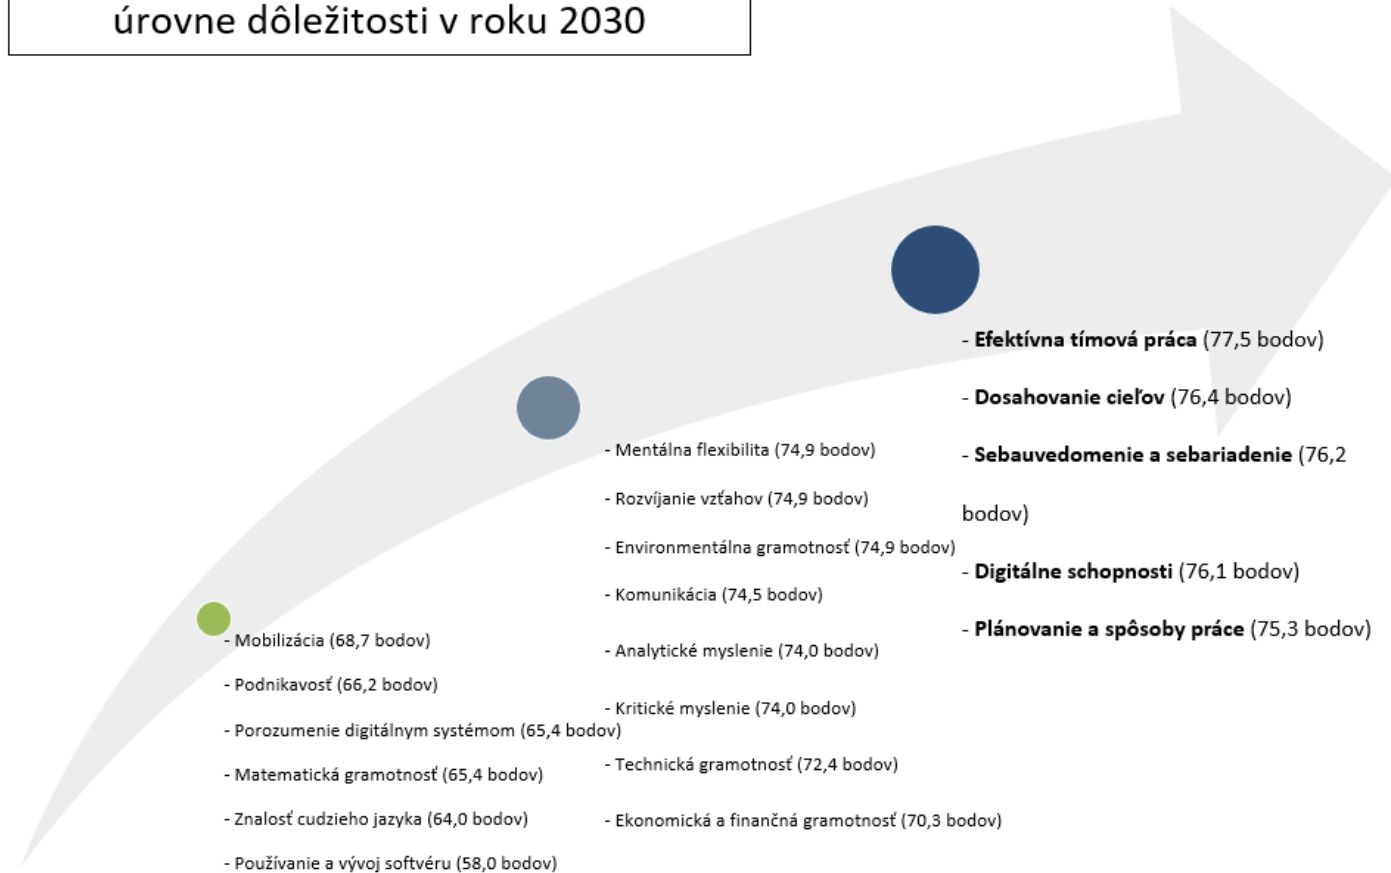 úrovne dôležitosti v roku 2030
- Efektívna tímová práca (77,5 bodov)
- Dosahovanie cieľov (76,4 bodov)
- Sebauvedomenie a sebariadenie (76,2
bodov)
- Digitálne schopnosti (76,1 bodov)
- Plánovanie a spôsoby práce (75,3 bodov)
- Mentálna flexibilita (74,9 bodov)
- Rozvíjanie vzťahov (74,9 bodov)
- Environmentálna gramotnosť (74,9 bodov)
- Komunikácia (74,5 bodov)
- Analytické myslenie (74,0 bodov)
- Kritické myslenie (74,0 bodov)
- Technická gramotnosť (72,4 bodov)
- Ekonomická a finančná gramotnosť (70,3 bodov)
- Mobilizácia (68,7 bodov)
- Podnikavosť (66,2 bodov)
- Porozumenie digitálnym systémom (65,4 bodov)
- Matematická gramotnosť (65,4 bodov)
- Znalosť cudzieho jazyka (64,0 bodov)
- Používanie a vývoj softvéru (58,0 bodov)